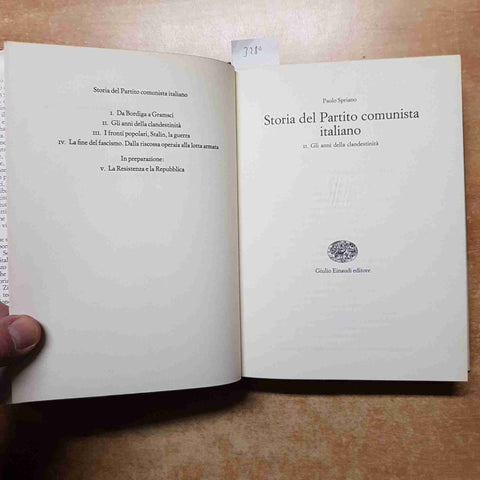 Storia del Partito comunista italiano
I. Da Bordiga a Gramsci
II. Gli anni della clandestinità
III. I fronti popolari, Stalin, la guerra
IV. La fine del fascismo. Dalla riscossa operaia alla lotta armata
In preparazione:
V. La Resistenza e la Repubblica
Paolo Spriano
Storia del Partito comunista
italiano
II. Gli anni della clandestinità
Giulio Einaudi editore